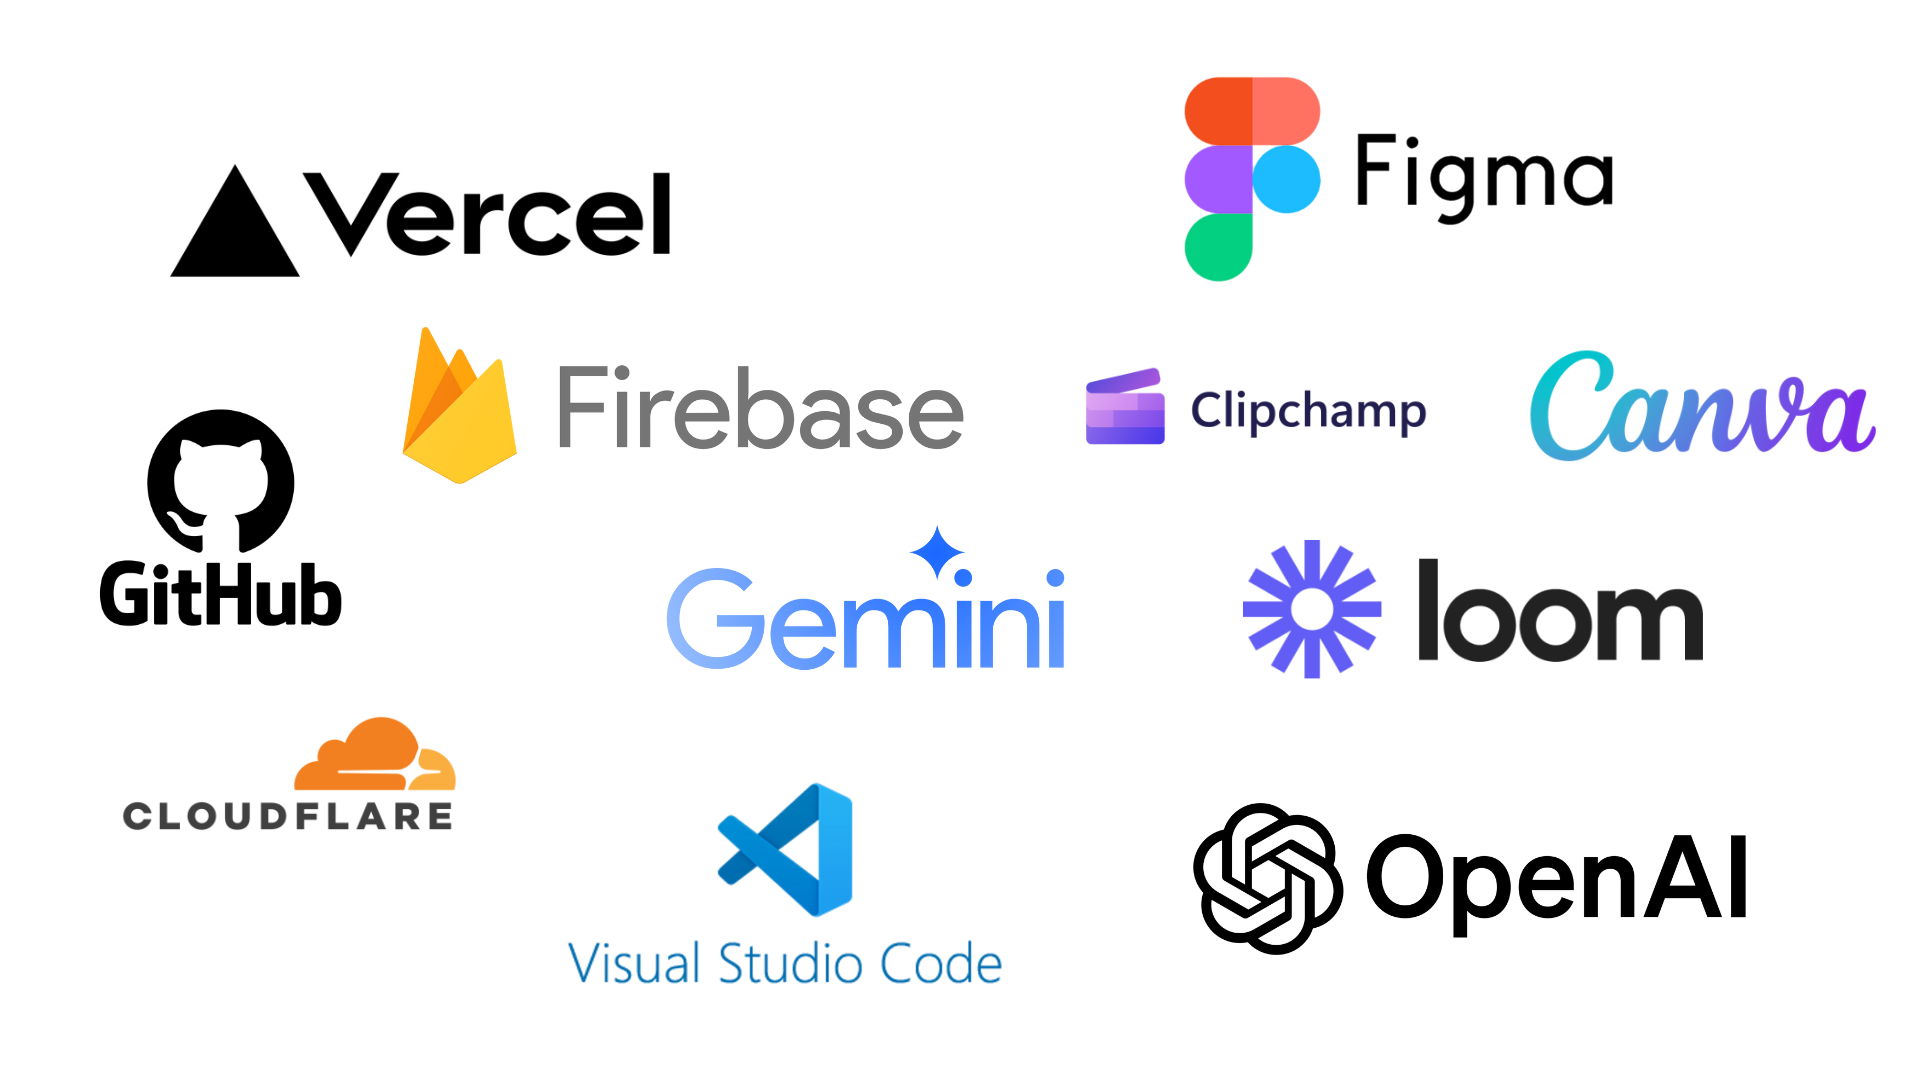 Vercel
Figma
Firebase
Clipchamp
Canva
GitHub
Gemini
loom
CLOUDFLARE
Visual Studio Code
OpenAI